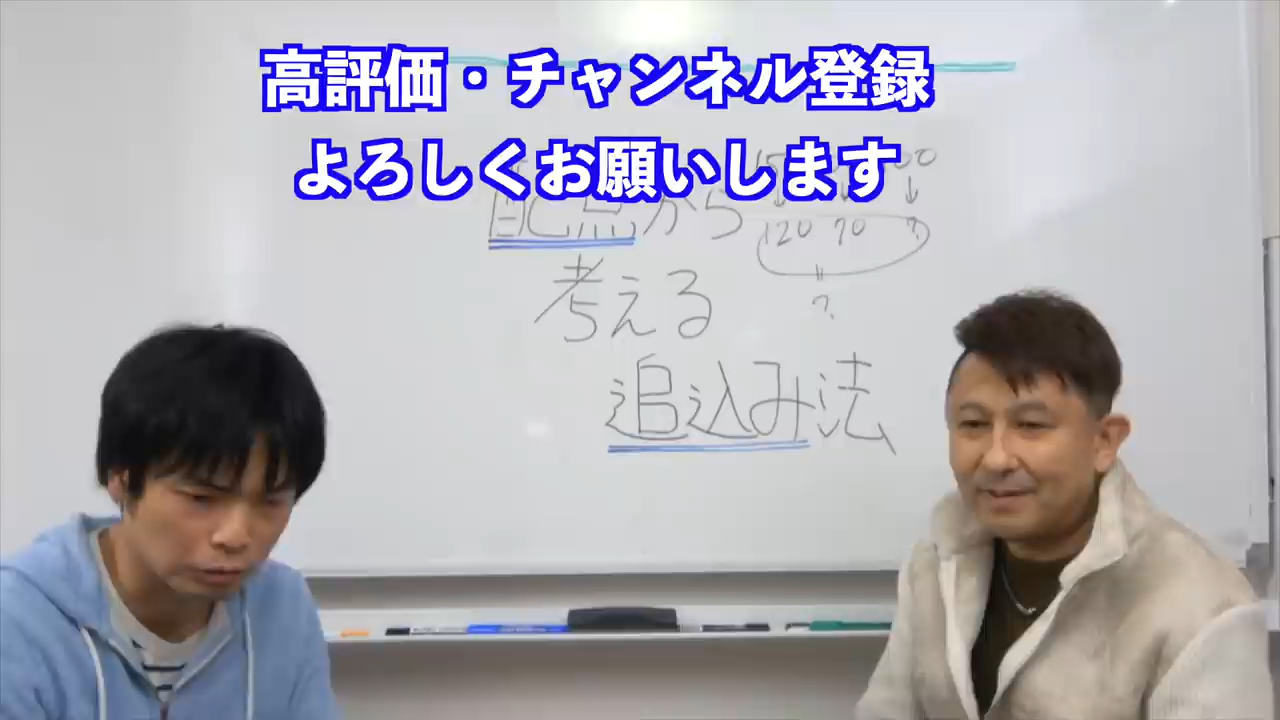 高評価・チャンネル登録
よろしくお願いします
配点から
120 70 ?
?
考える
追込み法